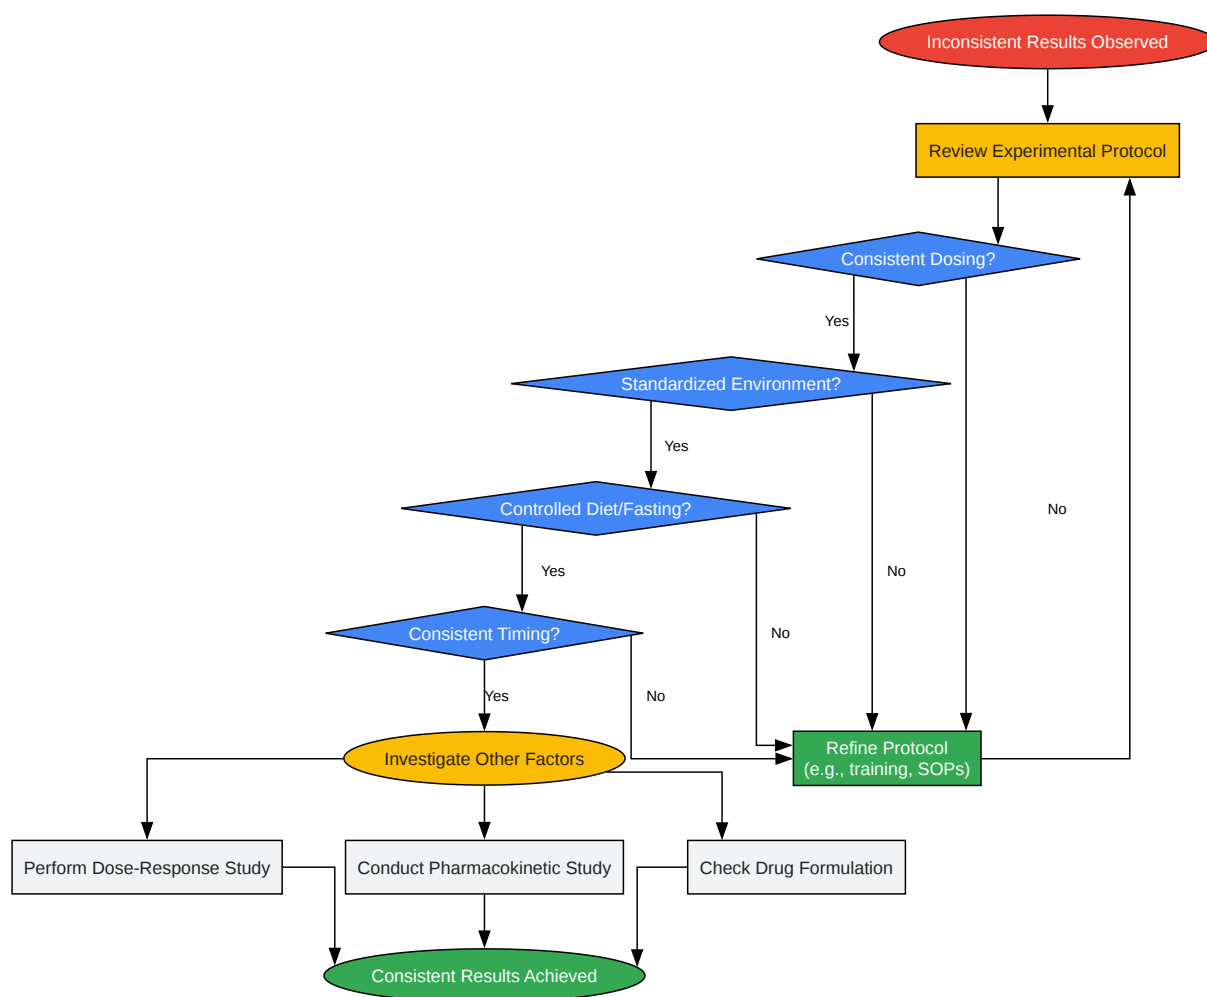 Inconsistent Results Observed
Review Experimental Protocol
Consistent Dosing?
Yes
Standardized Environment?
Yes
Controlled Diet/Fasting?
No
Yes
No
Consistent Timing?
No
Yes
No
Refine Protocol
(e.g., training, SOPs)
Investigate Other Factors
Perform Dose-Response Study
Conduct Pharmacokinetic Study
Check Drug Formulation
Consistent Results Achieved